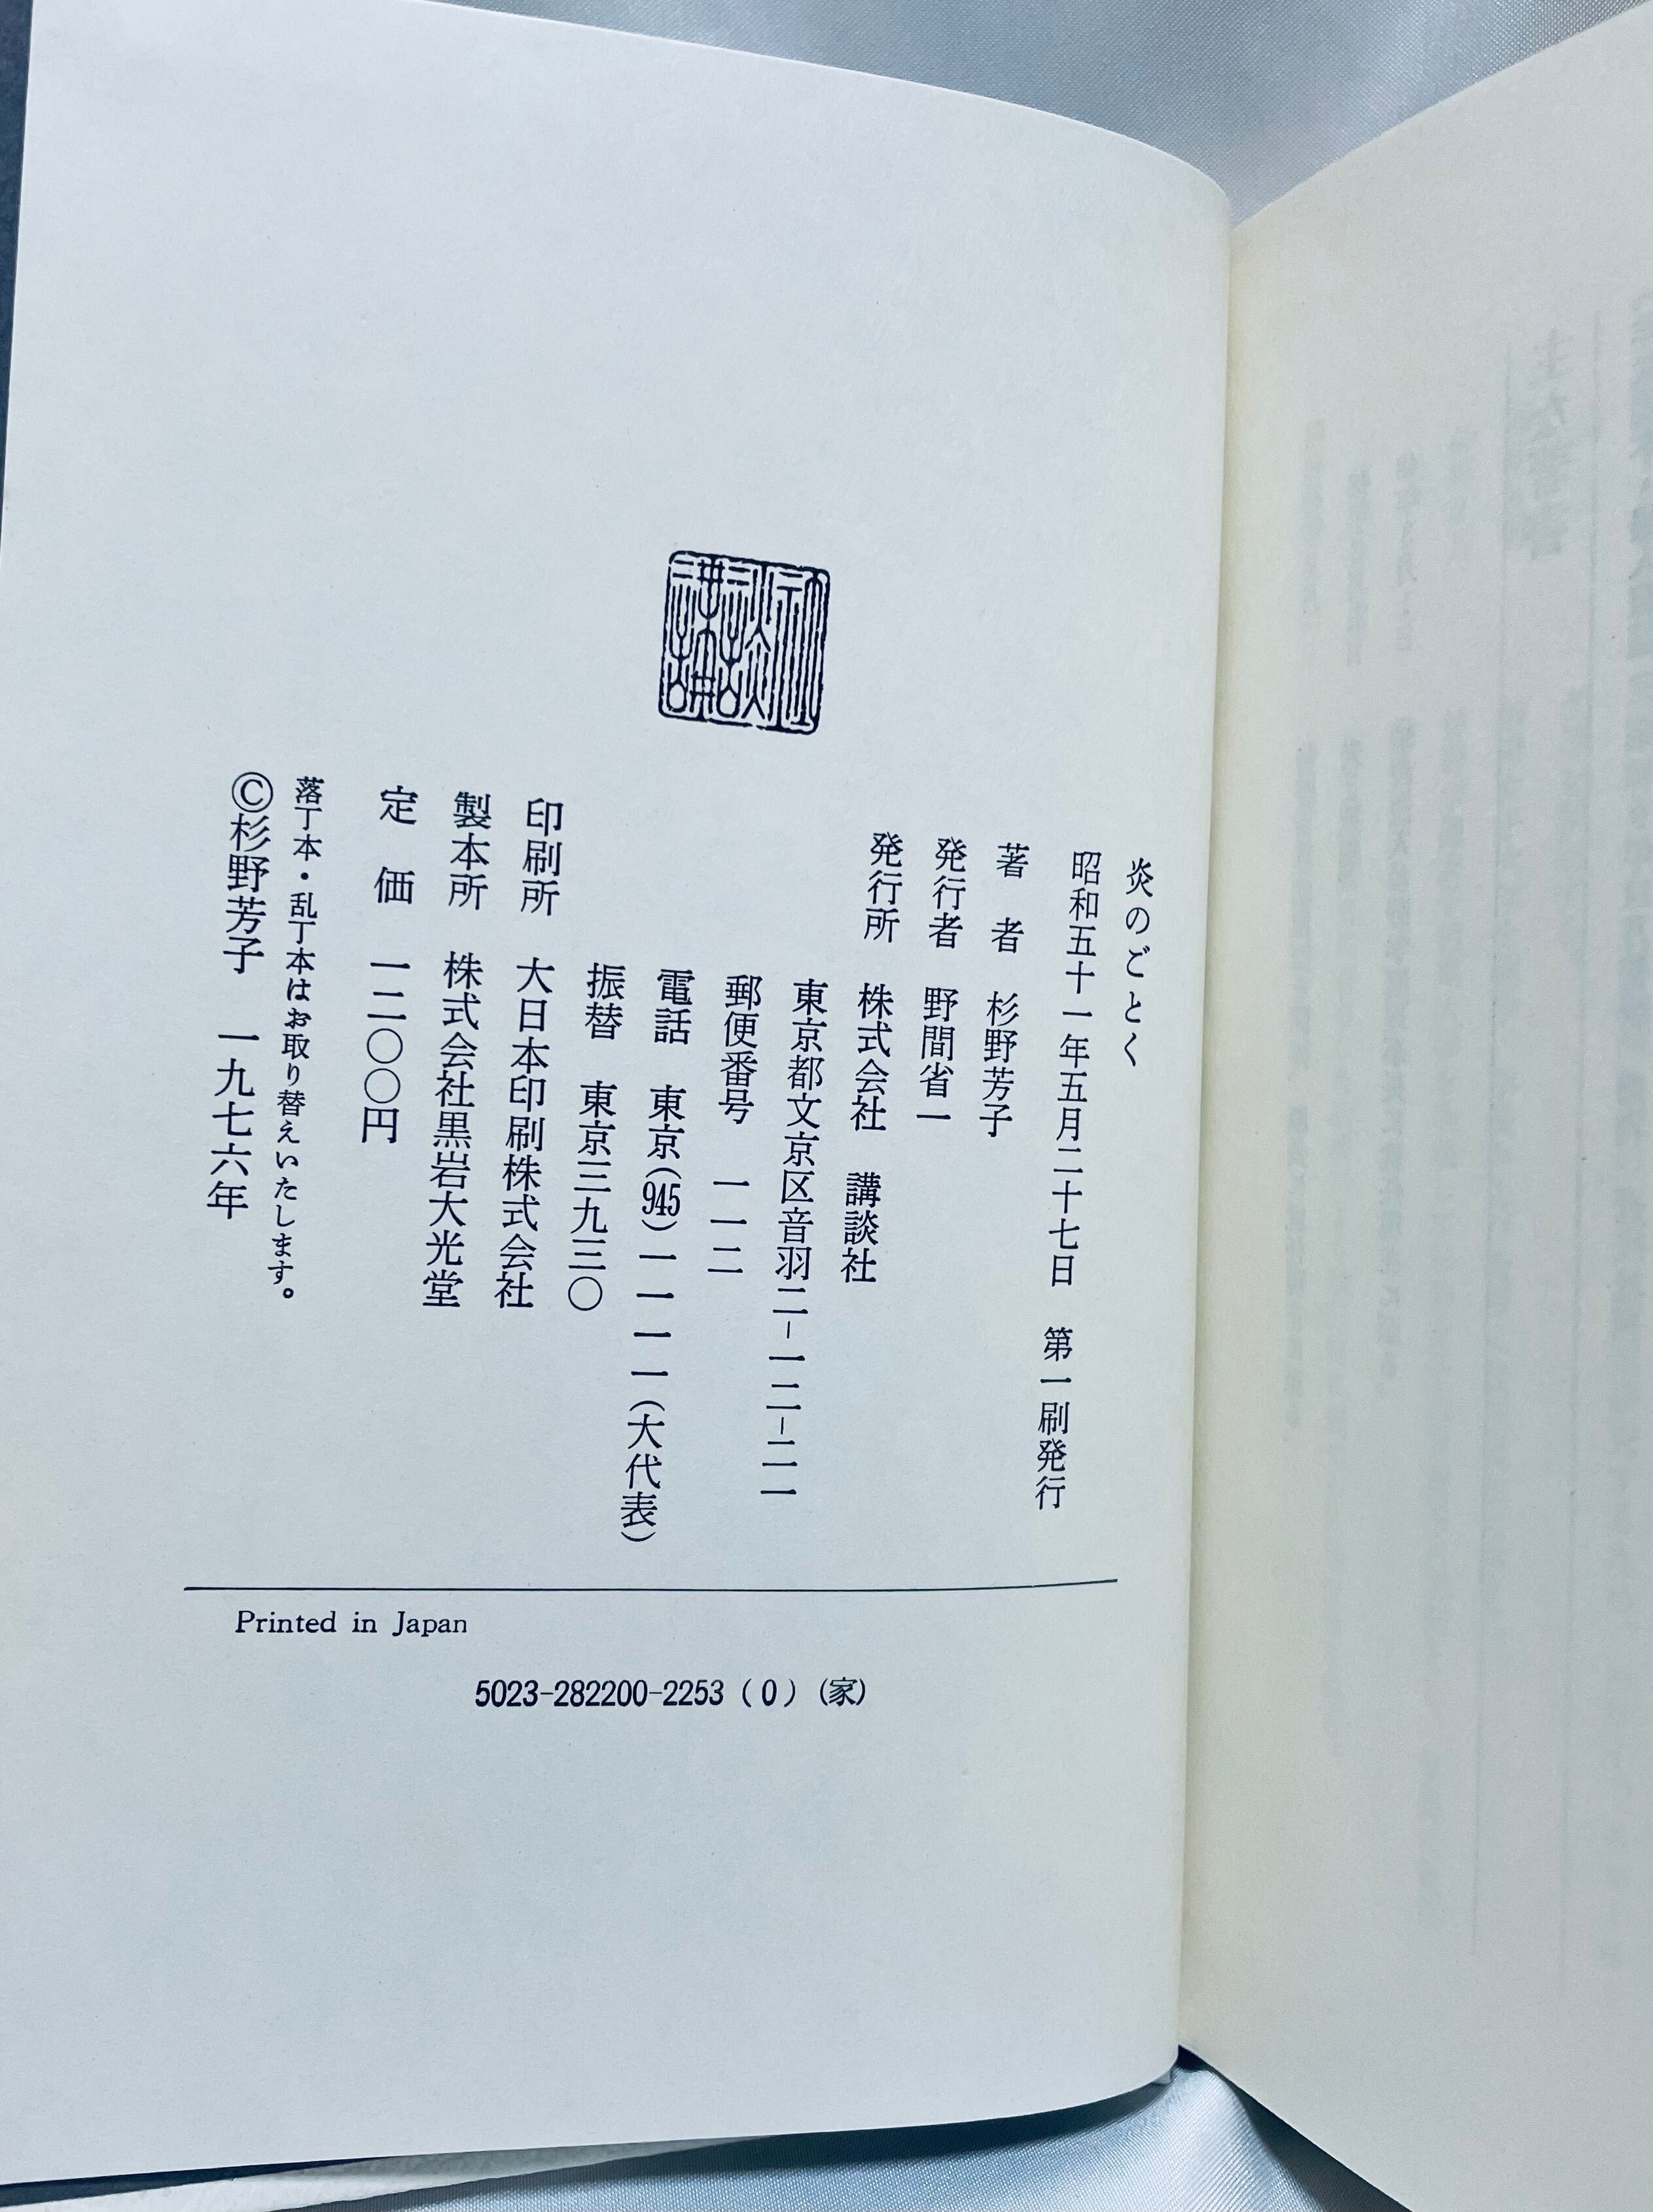 炎のごとく
昭和五十一年五月二十七日　第一刷発行
著　者　杉野芳子
発行者　野間省一
発行所　株式会社　講談社
東京都文京区音羽二-一二-二一
郵便番号　一一二
電話　東京(945)一一一一(大代表)
振替　東京三九三〇
印刷所　大日本印刷株式会社
製本所　株式会社黒岩大光堂
定　価　一二〇〇円
落丁本・乱丁本はお取り替えいたします。
©杉野芳子　一九七六年
Printed in Japan
5023-282200-2253 (0) (家)
講談社